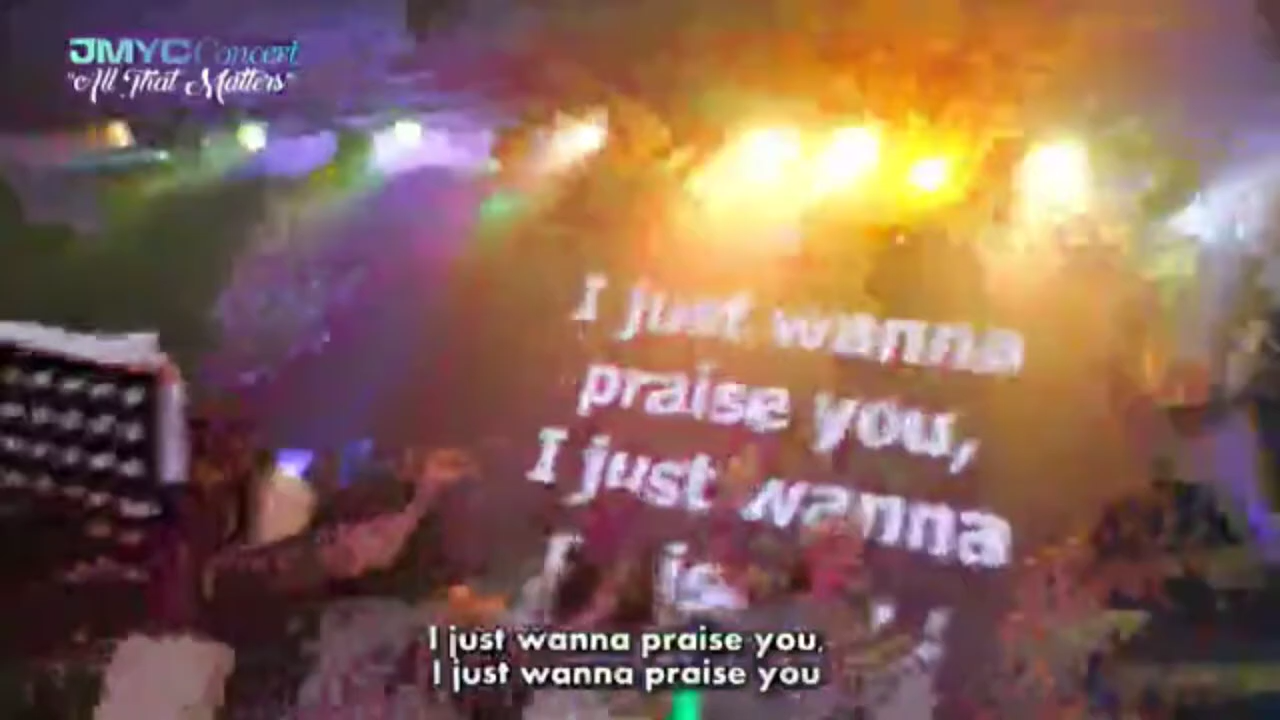 JMYC Concert
"All That Matters"
I just wanna
praise you,
I just wanna
I just wanna praise you,
I just wanna praise you